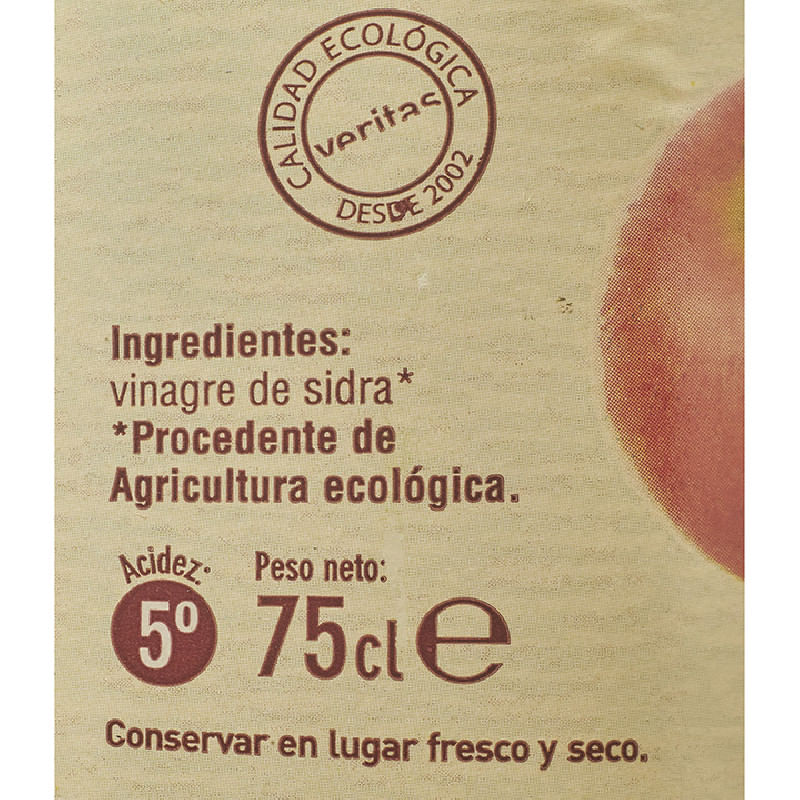 CALIDAD ECOLÓGICA
veritas
DESDE 2002
Ingredientes:
vinagre de sidra*
*Procedente de
Agricultura ecológica.
Acidez:
5º
Peso neto:
75cl e
Conservar en lugar fresco y seco.